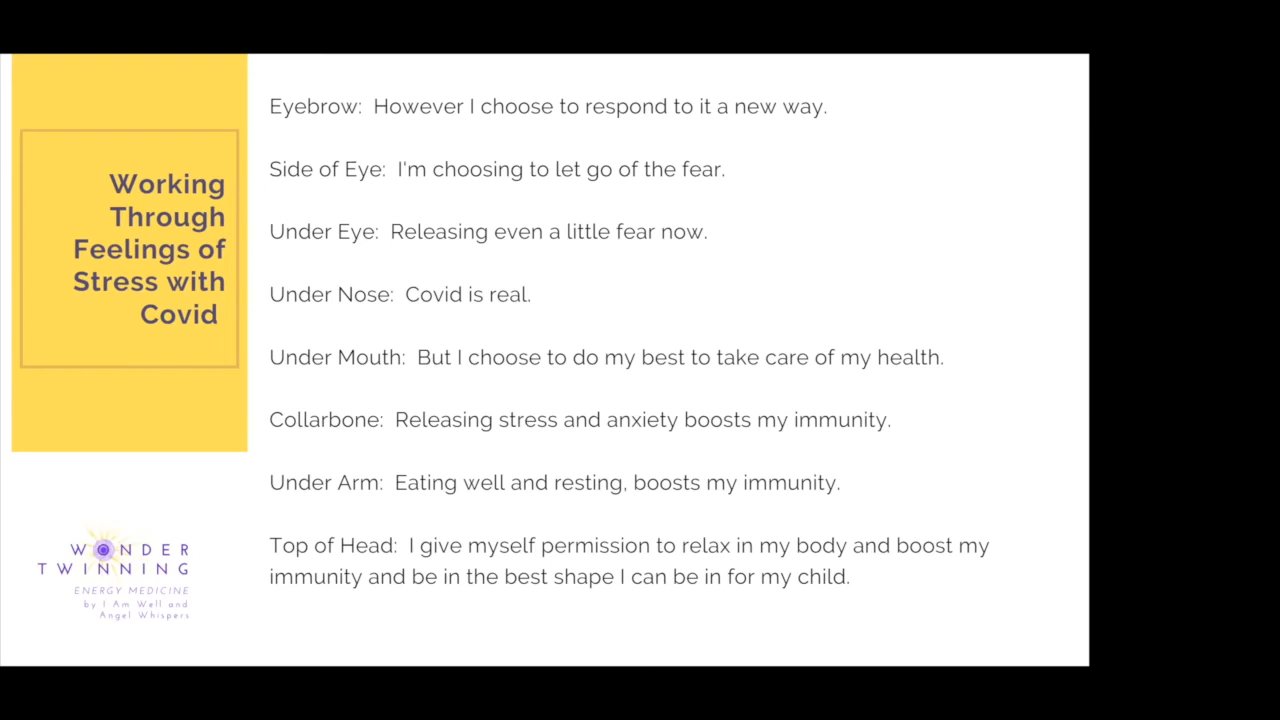 Working
Through
Feelings of
Stress with
Covid
Eyebrow: However I choose to respond to it a new way.
Side of Eye: I'm choosing to let go of the fear.
Under Eye: Releasing even a little fear now.
Under Nose: Covid is real.
Under Mouth: But I choose to do my best to take care of my health.
Collarbone: Releasing stress and anxiety boosts my immunity.
Under Arm: Eating well and resting, boosts my immunity.
Top of Head: I give myself permission to relax in my body and boost my
immunity and be in the best shape I can be in for my child.
WONDER
TWINNING
ENERGY MEDICINE
by I Am Well and
Angel Whispers